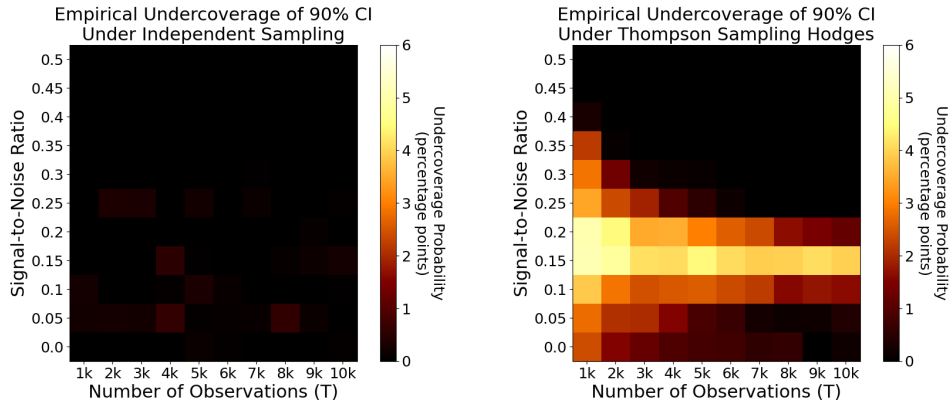 Empirical Undercoverage of 90% CI
Under Independent Sampling
Signal-to-Noise Ratio
0.5
0.45
0.4
0.35
0.3
0.25
0.2
0.15
0.1
0.05
0.0
1k 2k 3k 4k 5k 6k 7k 8k 9k 10k
Number of Observations (T)
6
5
4
3
2
1
0
Undercoverage Probability
(percentage points)
Empirical Undercoverage of 90% CI
Under Thompson Sampling Hodges
Signal-to-Noise Ratio
0.5
0.45
0.4
0.35
0.3
0.25
0.2
0.15
0.1
0.05
0.0
1k 2k 3k 4k 5k 6k 7k 8k 9k 10k
Number of Observations (T)
6
5
4
3
2
1
0
Undercoverage Probability
(percentage points)